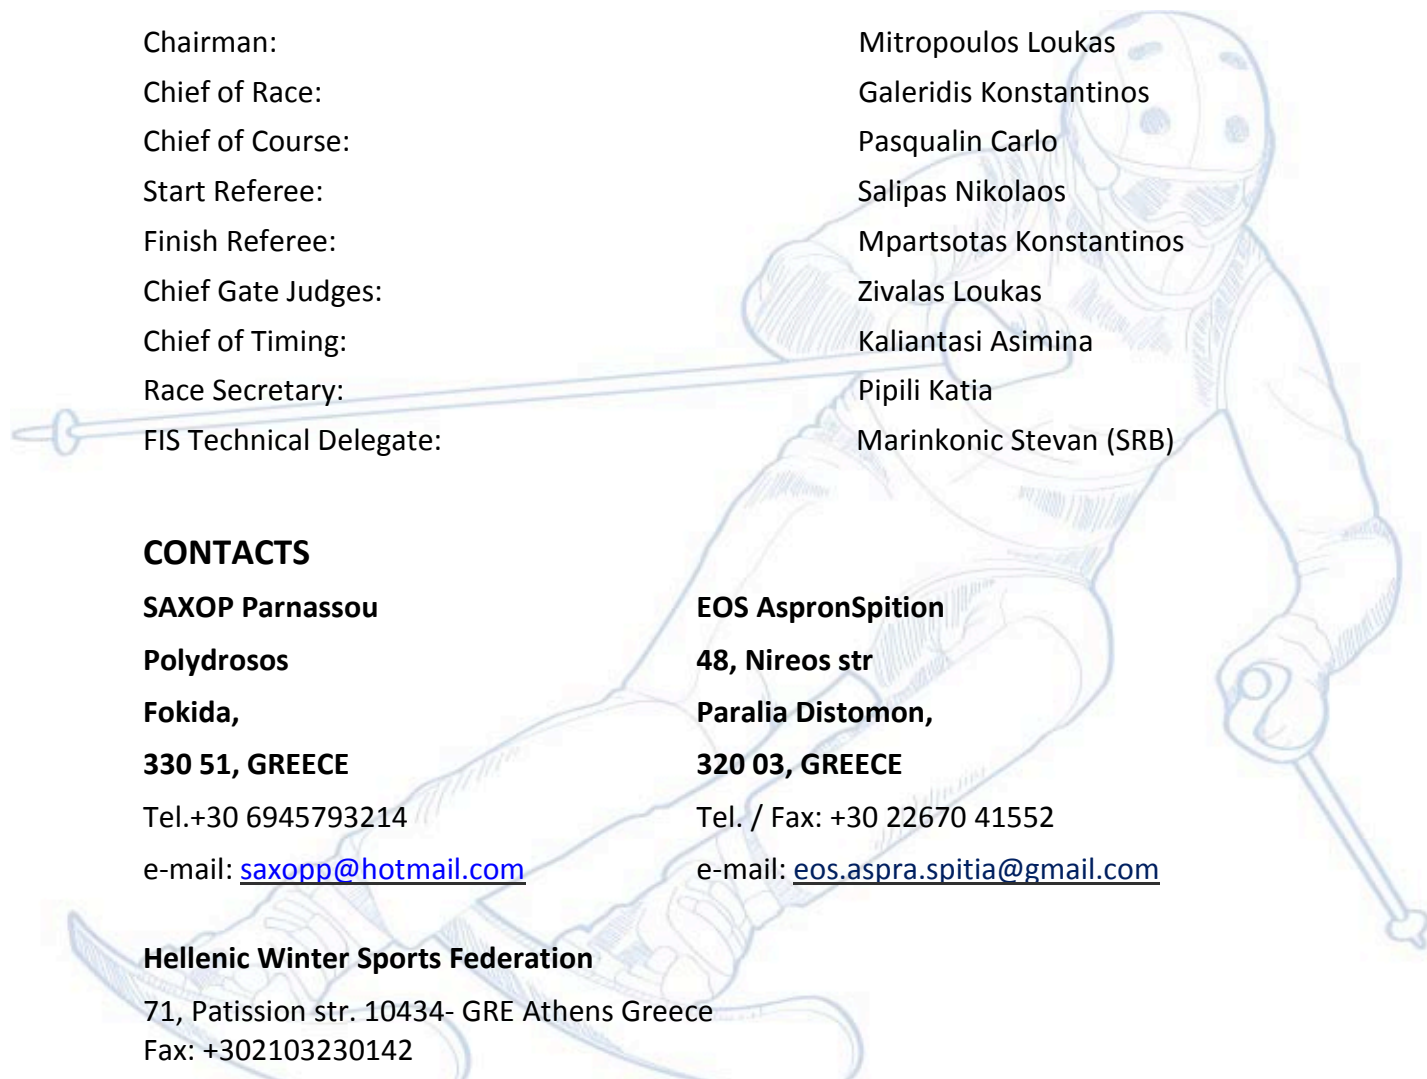 Chairman: Mitropoulos Loukas
Chief of Race: Galeridis Konstantinos
Chief of Course: Pasqualin Carlo
Start Referee: Salipas Nikolaos
Finish Referee: Mpartsotas Konstantinos
Chief Gate Judges: Zivalas Loukas
Chief of Timing: Kaliantasi Asimina
Race Secretary: Pipili Katia
FIS Technical Delegate: Marinkonic Stevan (SRB)
CONTACTS
SAXOP Parnassou
Polydrosos
Fokida,
330 51, GREECE
Tel.+30 6945793214
e-mail: saxopp@hotmail.com
EOS AspronSpition
48, Nireos str
Paralia Distomon,
320 03, GREECE
Tel. / Fax: +30 22670 41552
e-mail: eos.aspra.spitia@gmail.com
Hellenic Winter Sports Federation
71, Patission str. 10434- GRE Athens Greece
Fax: +302103230142